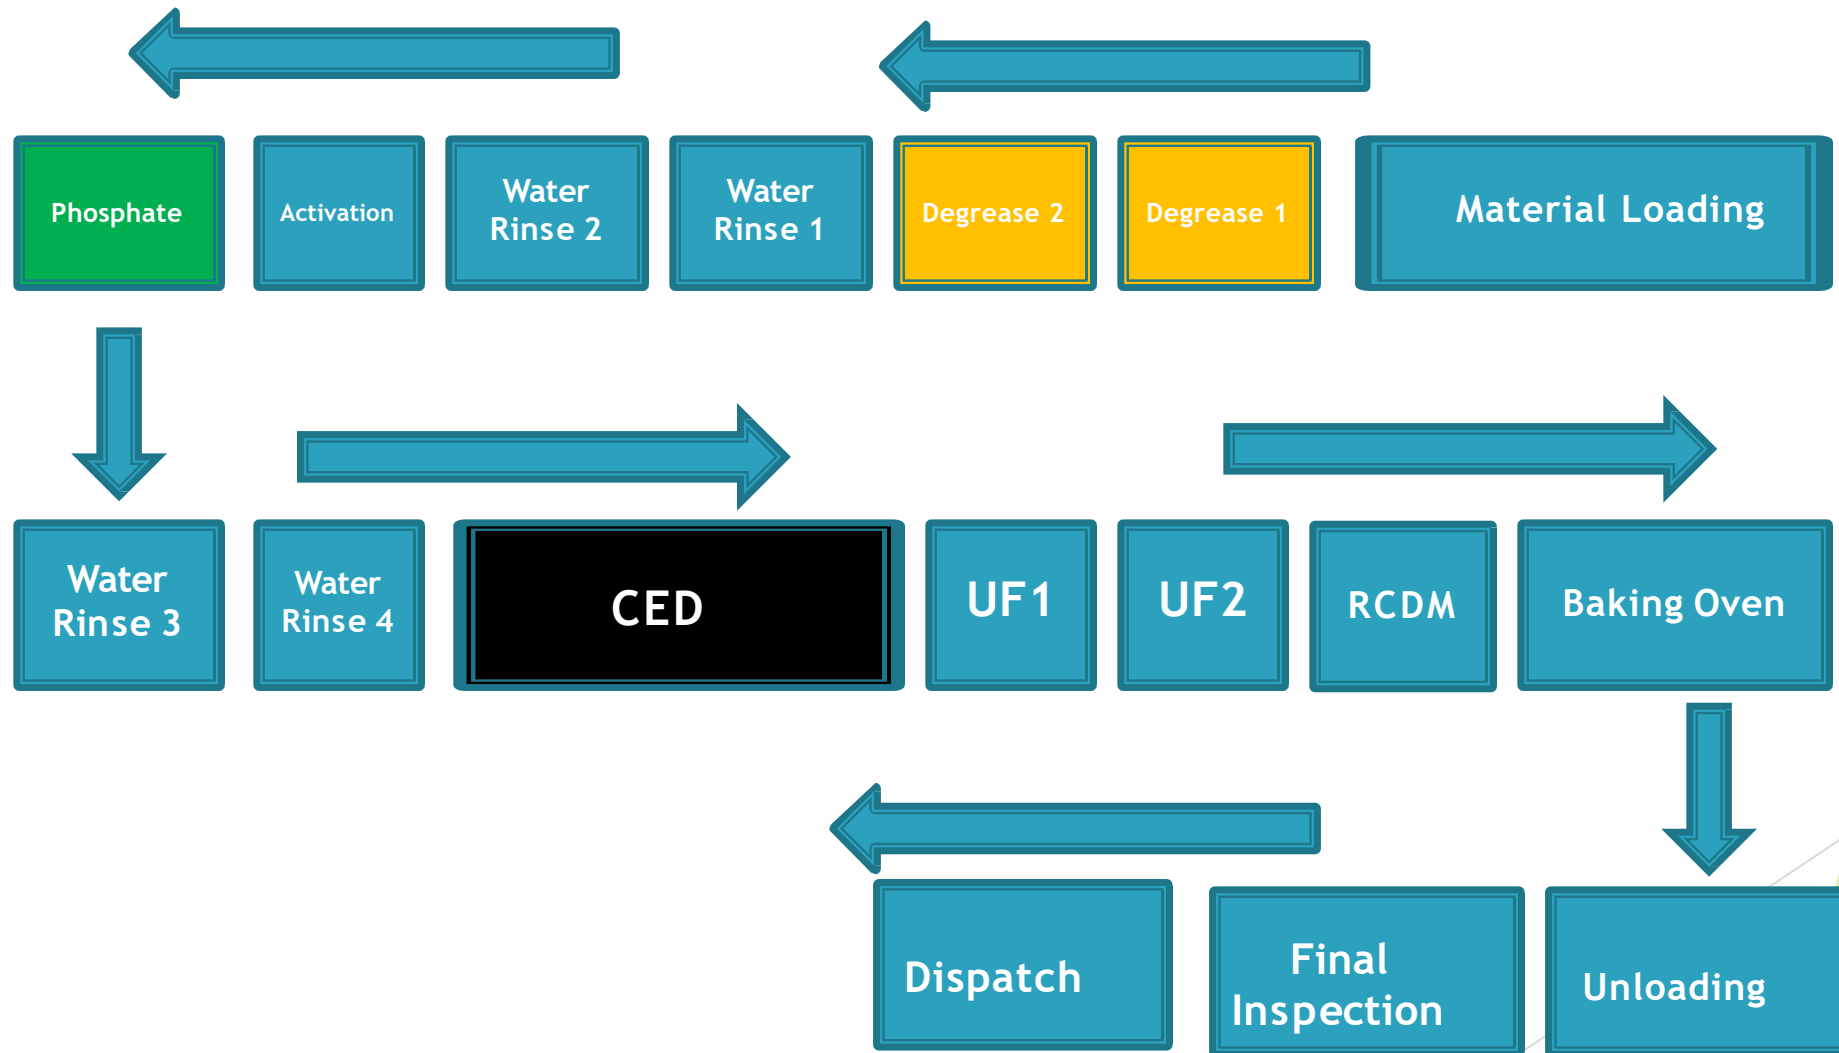 Phosphate
Activation
Water
Rinse 2
Water
Rinse 1
Degrease 2
Degrease 1
Material Loading
Water
Rinse 3
Water
Rinse 4
CED
UF1
UF2
RCDM
Baking Oven
Dispatch
Final
Inspection
Unloading